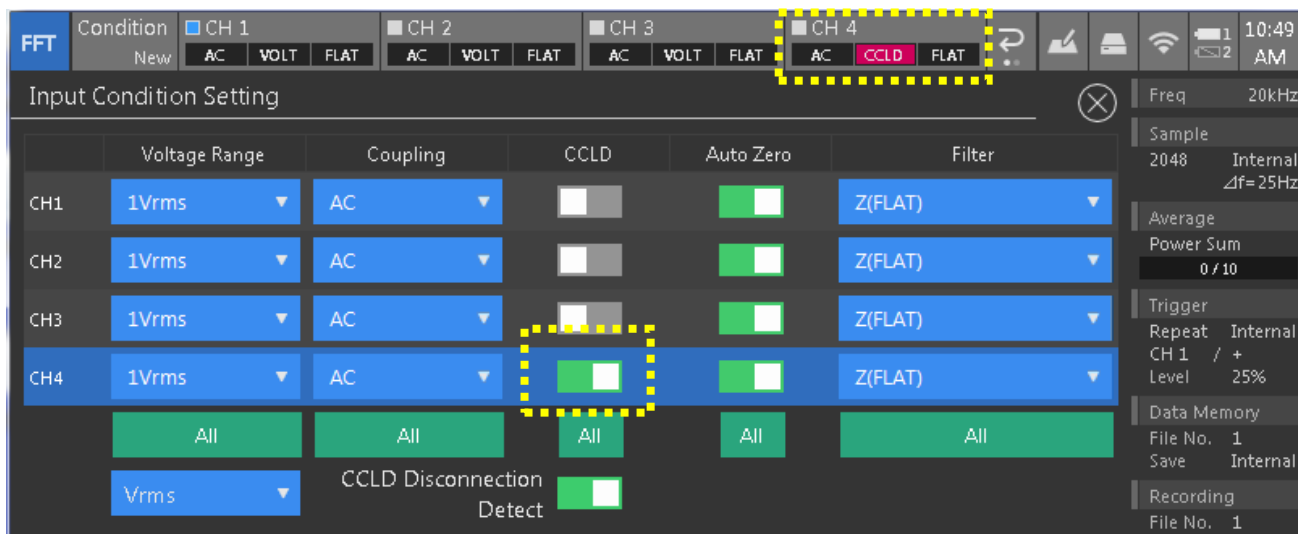 FFT Condition CH 1 CH 2 CH 3 CH 4 1 10:49
New AC VOLT FLAT AC VOLT FLAT AC VOLT FLAT AC CCLD FLAT 2 AM
Input Condition Setting
Voltage Range Coupling CCLD Auto Zero Filter
CH1 1Vrms AC Z(FLAT)
CH2 1Vrms AC Z(FLAT)
CH3 1Vrms AC Z(FLAT)
CH4 1Vrms AC Z(FLAT)
All All All All All
Vrms CCLD Disconnection
Detect
Freq 20kHz
Sample
2048 Internal
⊿f=25Hz
Average
Power Sum
0 / 10
Trigger
Repeat Internal
CH 1 / +
Level 25%
Data Memory
File No. 1
Save Internal
Recording
File No. 1